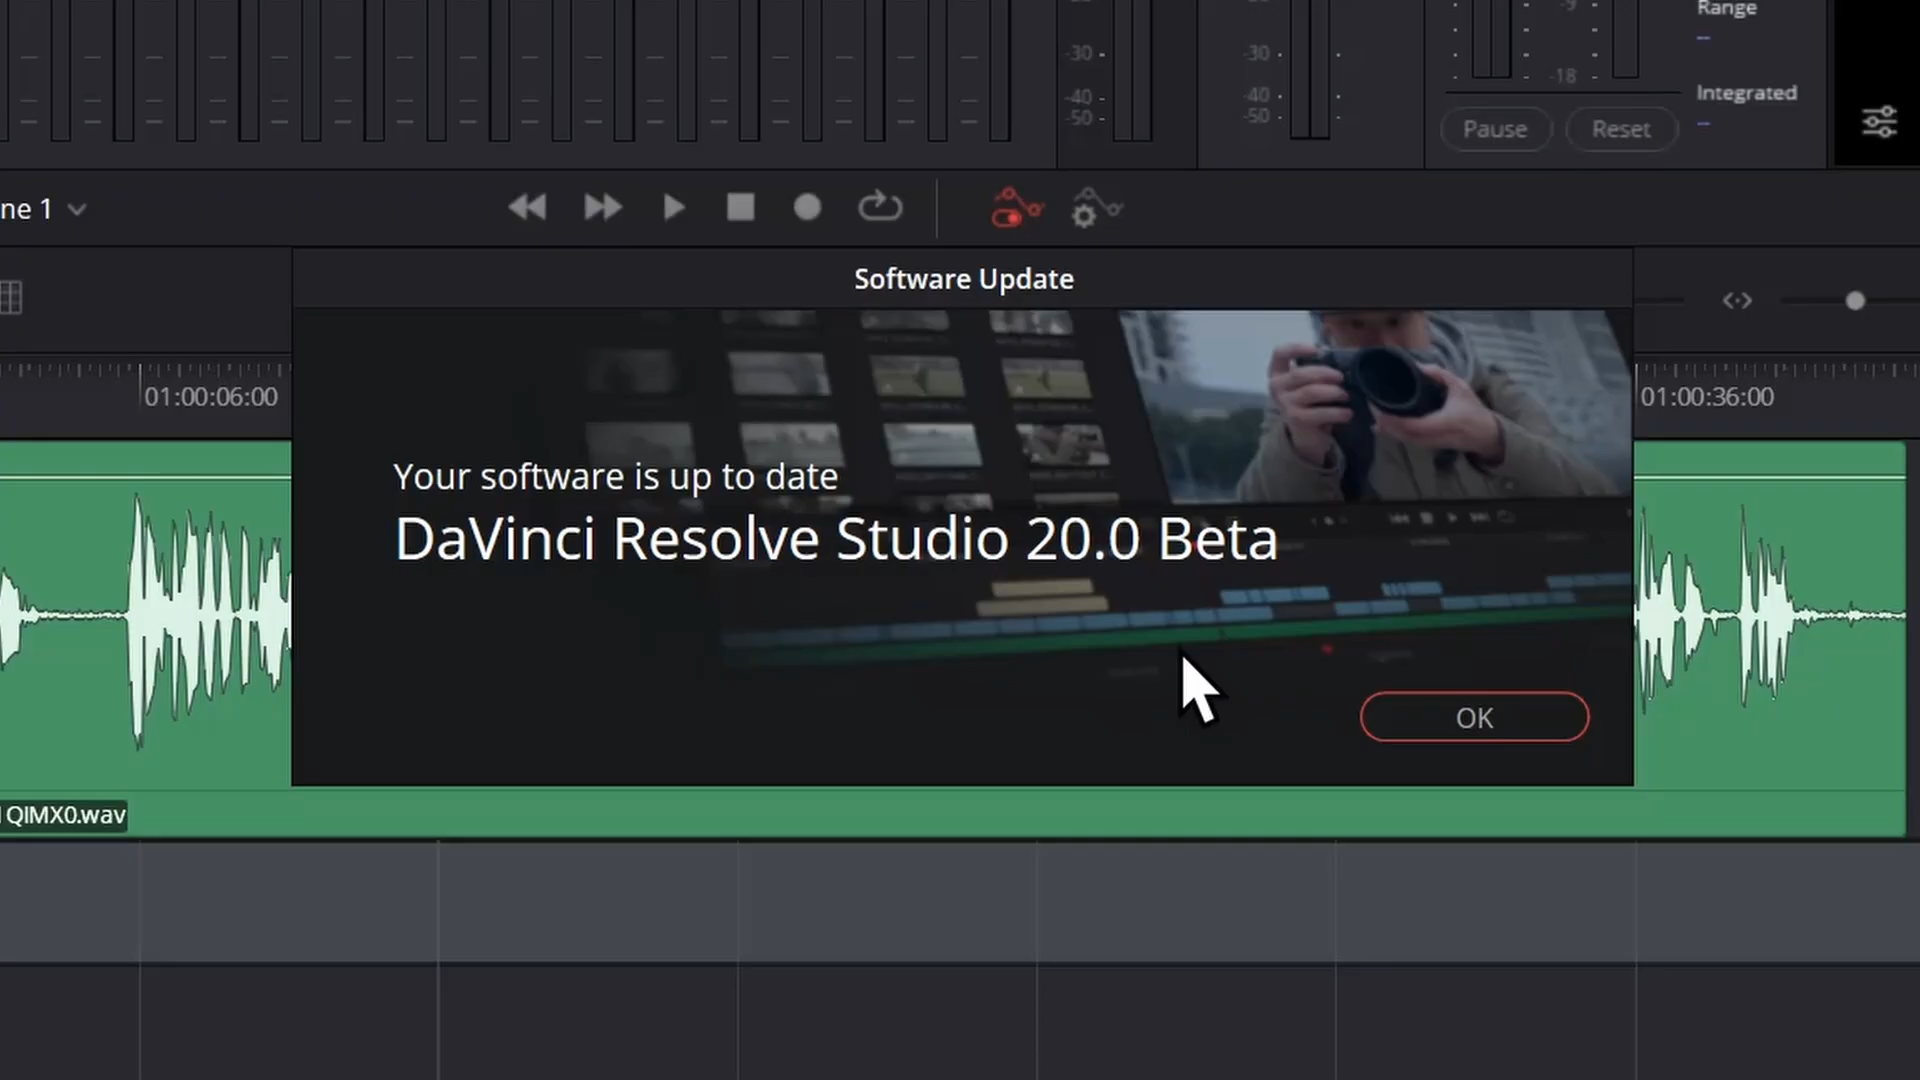 -9
Range
--
-30
-30
-18
-40
-40
Integrated
-50
-50
--
Pause
Reset
ne 1
Software Update
01:00:06:00
01:00:36:00
Your software is up to date
DaVinci Resolve Studio 20.0 Beta
OK
1QIMX0.wav